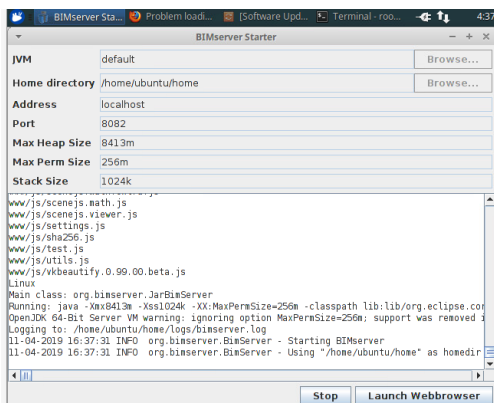 BIMserver Sta... Problem loadi... [Software Upd... Terminal - roo... 4:37
BIMserver Starter
JVM default Browse...
Home directory /home/ubuntu/home Browse...
Address localhost
Port 8082
Max Heap Size 8413m
Max Perm Size 256m
Stack Size 1024k
www/js/scenejs.math.js
www/js/scenejs.viewer.js
www/js/settings.js
www/js/sha256.js
www/js/test.js
www/js/utils.js
www/js/vkbeautify.0.99.00.beta.js
Linux
Main class: org.bimserver.JarBimServer
Running: java -Xmx8413m -Xss1024k -XX:MaxPermSize=256m -classpath lib:lib/org.eclipse.cor
OpenJDK 64-Bit Server VM warning: ignoring option MaxPermSize=256m; support was removed i
Logging to: /home/ubuntu/home/logs/bimserver.log
11-04-2019 16:37:31 INFO org.bimserver.BimServer - Starting BIMserver
11-04-2019 16:37:31 INFO org.bimserver.BimServer - Using "/home/ubuntu/home" as homedir
Stop Launch Webbrowser